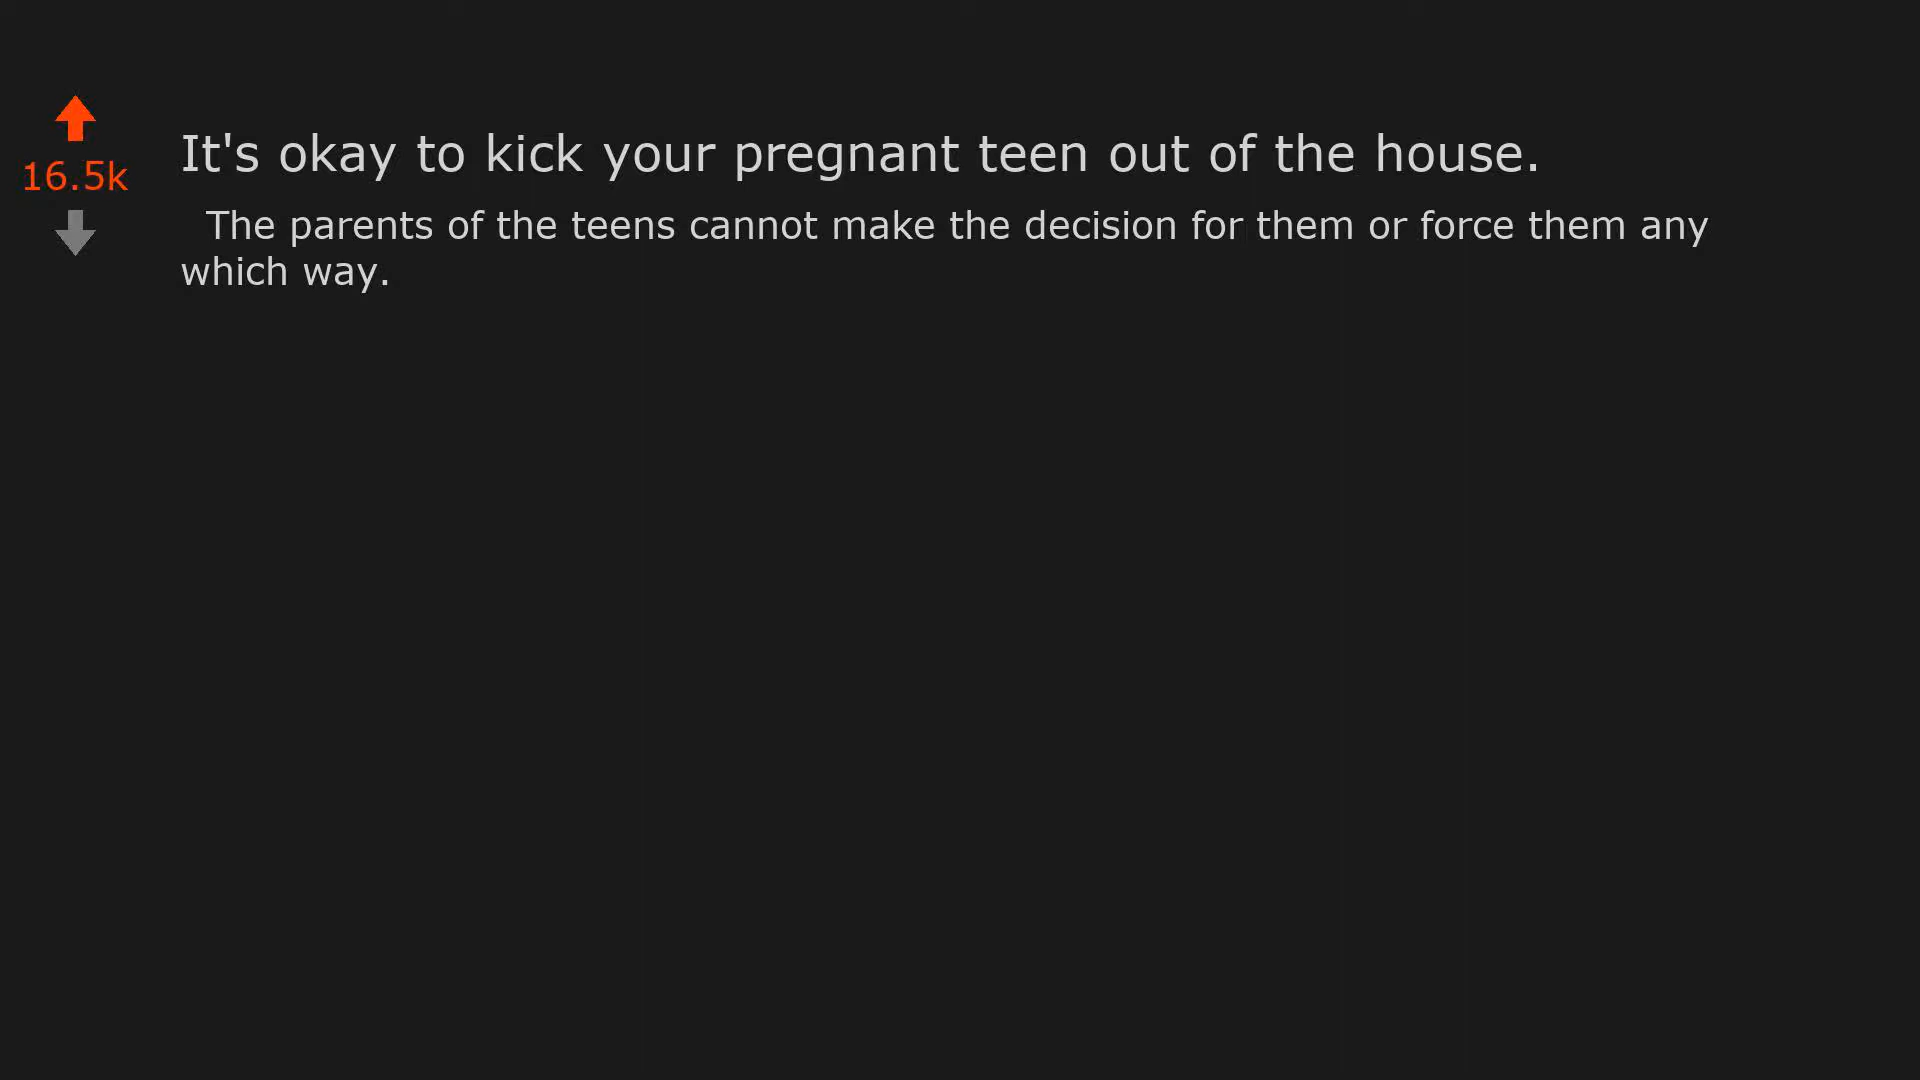 It's okay to kick your pregnant teen out of the house.
16.5k
The parents of the teens cannot make the decision for them or force them any
which way.